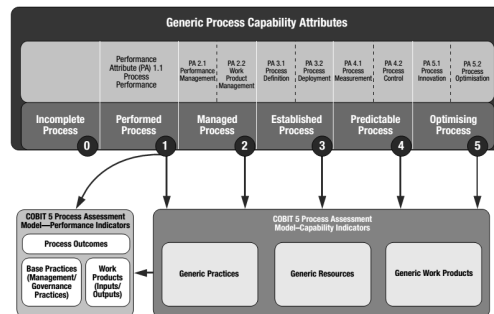 Generic Process Capability Attributes
Performance
Attribute (PA) 1.1
Process
Performance
PA 2.1
Performance
Management
PA 2.2
Work
Product
Management
PA 3.1
Process
Definition
PA 3.2
Process
Deployment
PA 4.1
Process
Measurement
PA 4.2
Process
Control
PA 5.1
Process
Innovation
PA 5.2
Process
Optimisation
Incomplete
Process
0
Performed
Process
1
Managed
Process
2
Established
Process
3
Predictable
Process
4
Optimising
Process
5
COBIT 5 Process Assessment
Model—Performance Indicators
Process Outcomes
Base Practices
(Management/
Governance
Practices)
Work
Products
(Inputs/
Outputs)
COBIT 5 Process Assessment
Model–Capability Indicators
Generic Practices
Generic Resources
Generic Work Products